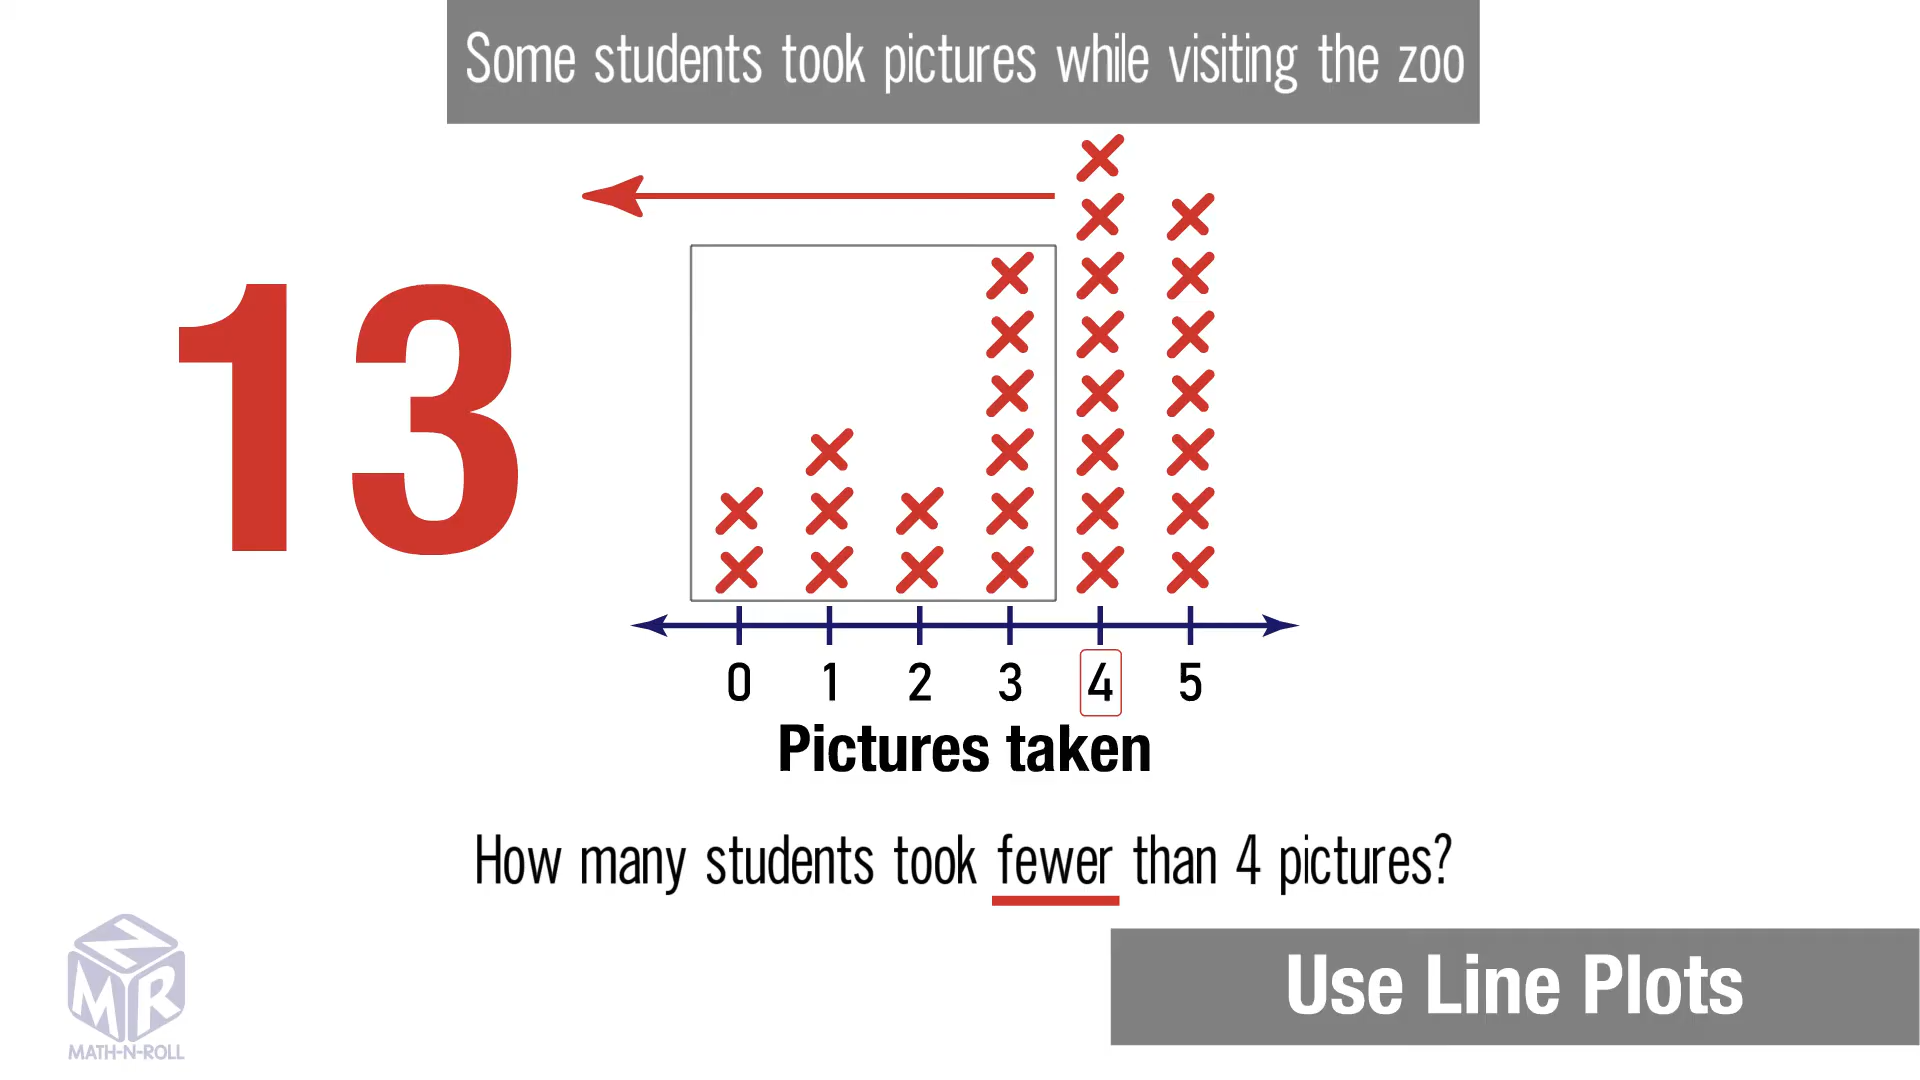 Some students took pictures while visiting the zoo
13
0 1 2 3 4 5
Pictures taken
How many students took fewer than 4 pictures?
Use Line Plots
MNR
MATH-N-ROLL